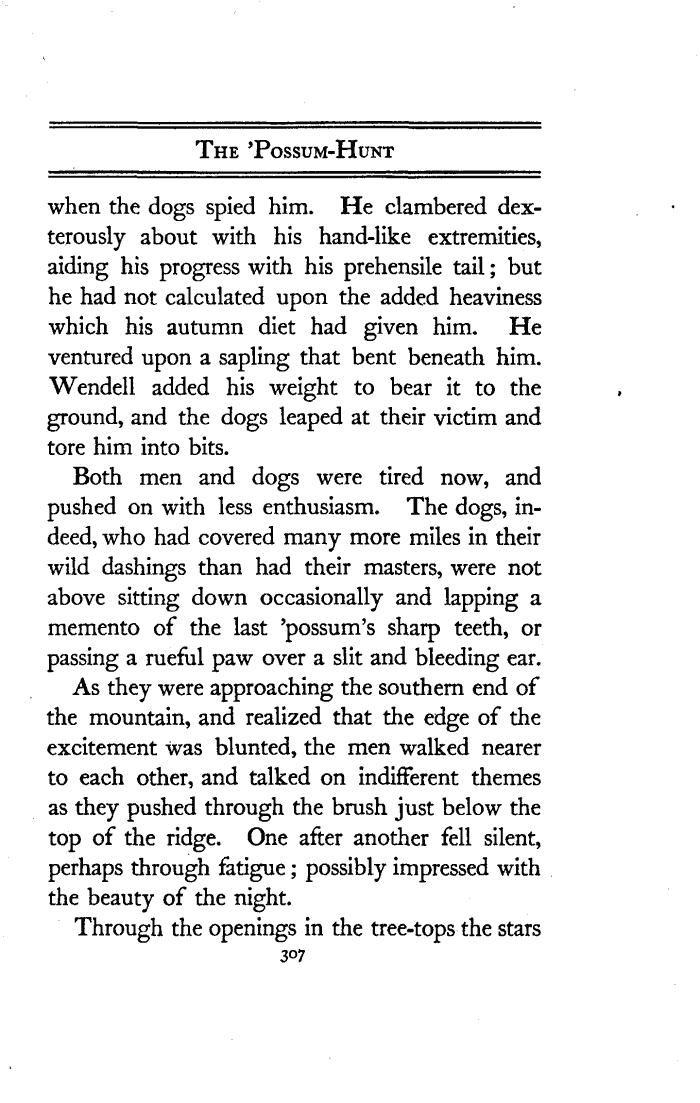 The 'Possum-Hunt
when the dogs spied him. He clambered dex-
terously about with his hand-like extremities,
aiding his progress with his prehensile tail; but
he had not calculated upon the added heaviness
which his autumn diet had given him. He
ventured upon a sapling that bent beneath him.
Wendell added his weight to bear it to the
ground, and the dogs leaped at their victim and
tore him into bits.
Both men and dogs were tired now, and
pushed on with less enthusiasm. The dogs, in-
deed, who had covered many more miles in their
wild dashings than had their masters, were not
above sitting down occasionally and lapping a
memento of the last 'possum's sharp teeth, or
passing a rueful paw over a slit and bleeding ear.
As they were approaching the southern end of
the mountain, and realized that the edge of the
excitement was blunted, the men walked nearer
to each other, and talked on indifferent themes
as they pushed through the brush just below the
top of the ridge. One after another fell silent,
perhaps through fatigue; possibly impressed with
the beauty of the night.
Through the openings in the tree-tops the stars
307